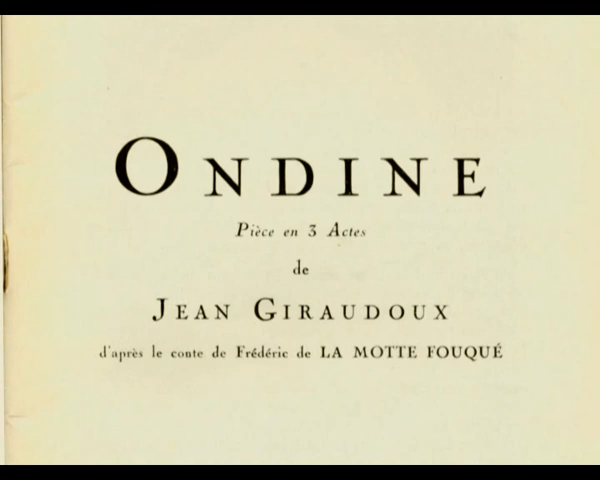 ONDINE
Pièce en 3 Actes
de
JEAN GIRAUDOUX
d'après le conte de Frédéric de LA MOTTE FOUQUÉ